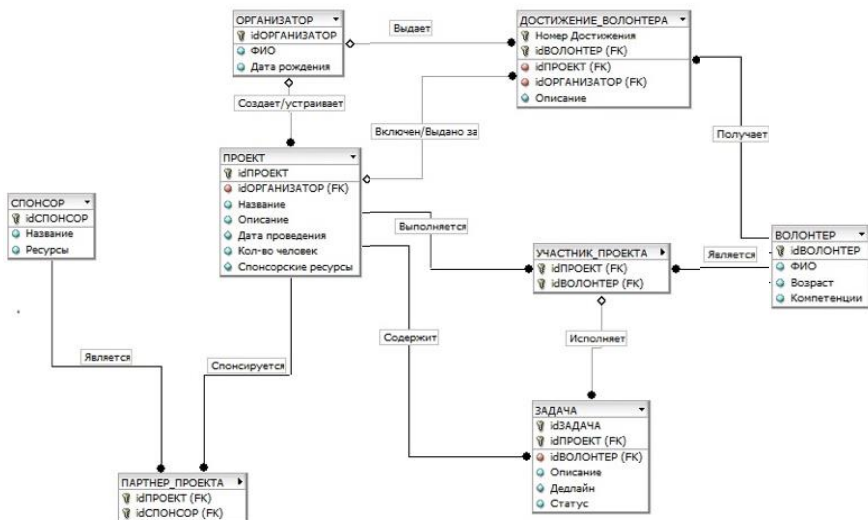 ОРГАНИЗАТОР
idОРГАНИЗАТОР
ФИО
Дата рождения
Выдает
ДОСТИЖЕНИЕ_ВОЛОНТЕРА
Номер Достижения
idВОЛОНТЕР (FK)
idПРОЕКТ (FK)
idОРГАНИЗАТОР (FK)
Описание
Создает/устраивает
Включен/Выдано за
Получает
ПРОЕКТ
idПРОЕКТ
idОРГАНИЗАТОР (FK)
Название
Описание
Дата проведения
Кол-во человек
Спонсорские ресурсы
СПОНСОР
idСПОНСОР
Название
Ресурсы
Выполняется
УЧАСТНИК_ПРОЕКТА
idПРОЕКТ (FK)
idВОЛОНТЕР (FK)
Является
ВОЛОНТЕР
idВОЛОНТЕР
ФИО
Возраст
Компетенции
Является
Спонсируется
Содержит
Исполняет
ЗАДАЧА
idЗАДАЧА
idПРОЕКТ (FK)
idВОЛОНТЕР (FK)
Описание
Дедлайн
Статус
ПАРТНЕР_ПРОЕКТА
idПРОЕКТ (FK)
idСПОНСОР (FK)